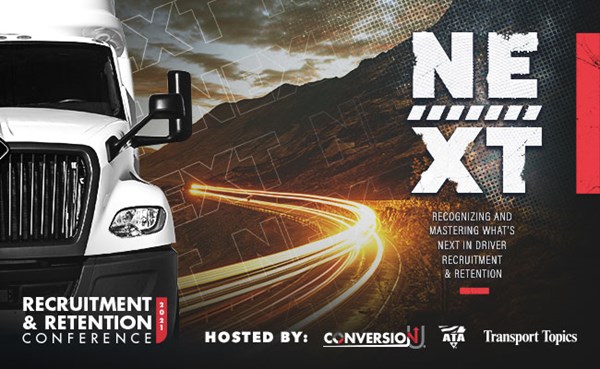 NE
XT
RECOGNIZING AND
MASTERING WHAT'S
NEXT IN DRIVER
RECRUITMENT
& RETENTION
RECRUITMENT
& RETENTION
CONFERENCE
2021
HOSTED BY: CONVERSIONU ATA Transport Topics